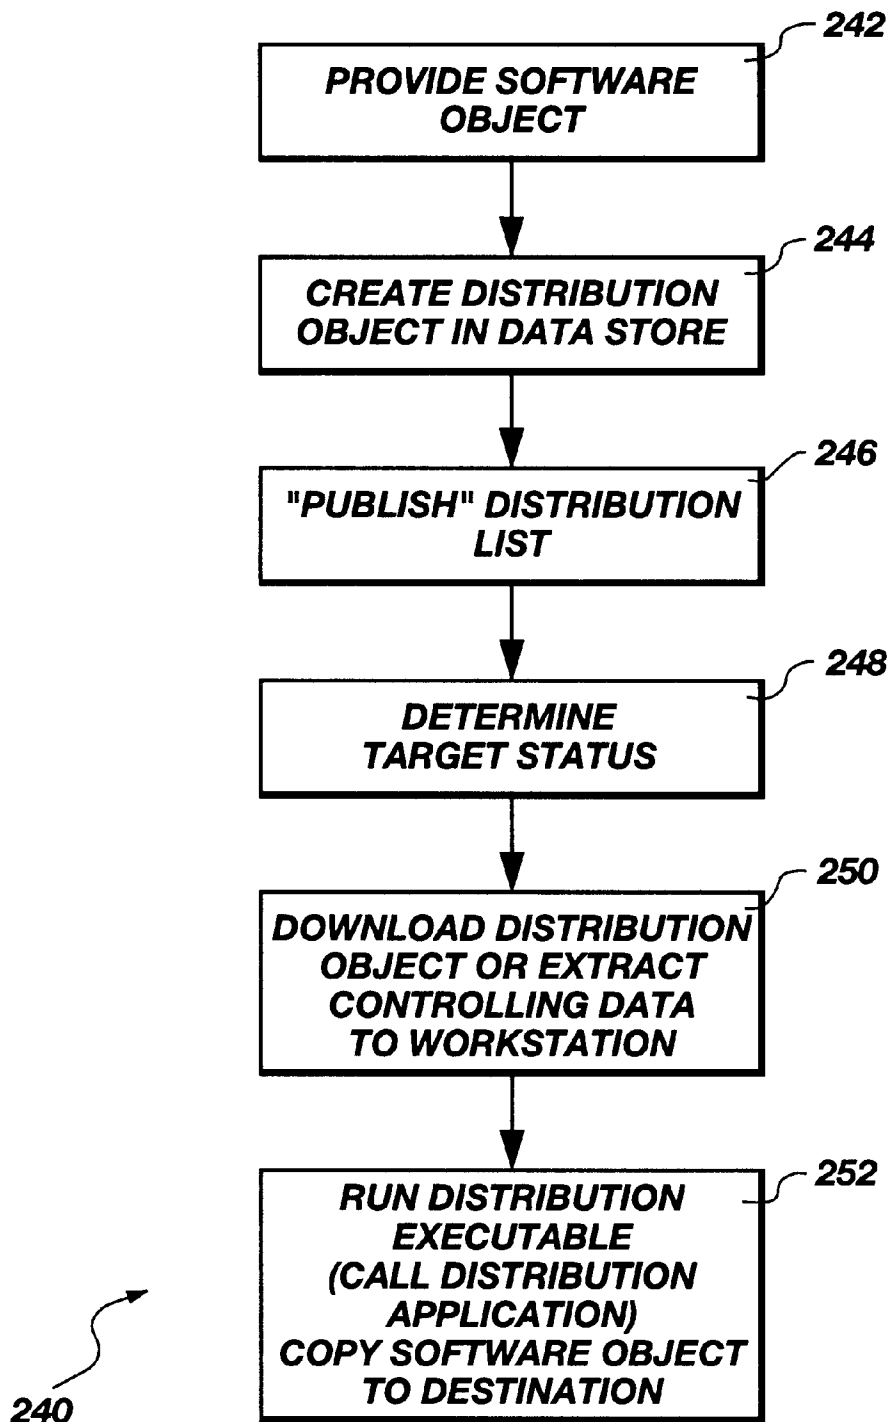 242
PROVIDE SOFTWARE
OBJECT
244
CREATE DISTRIBUTION
OBJECT IN DATA STORE
246
"PUBLISH" DISTRIBUTION
LIST
248
DETERMINE
TARGET STATUS
250
DOWNLOAD DISTRIBUTION
OBJECT OR EXTRACT
CONTROLLING DATA
TO WORKSTATION
252
RUN DISTRIBUTION
EXECUTABLE
(CALL DISTRIBUTION
APPLICATION)
COPY SOFTWARE OBJECT
TO DESTINATION
240